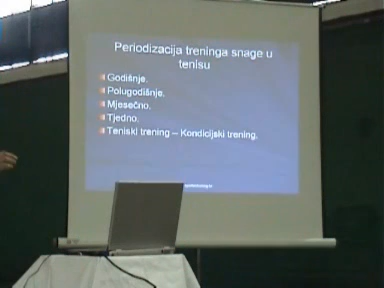 Periodizacija treninga snage u
tenisu
Godišnje.
Polugodišnje.
Mjesečno.
Tjedno.
Teniski trening – Kondicijski trening.